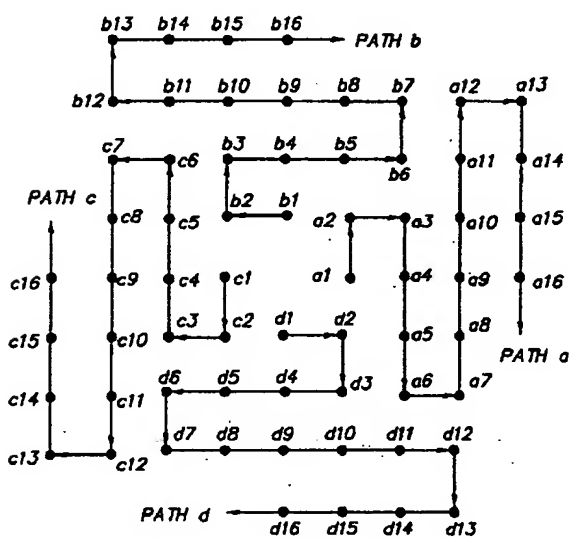 b13 b14 b15 b16
PATH b
b12 b11 b10 b9 b8 b7 a12 a13
c7 c6 b3 b4 b5 b6 a11 a14
PATH c
c8 c5 b2 b1 a2 a3 a10 a15
c16 c9 c4 c1 a1 a4 a9 a16
c15 c10 c3 c2 d1 d2 a5 a8
PATH a
c14 c11 d6 d5 d4 d3 a6 a7
c13 c12 d7 d8 d9 d10 d11 d12
PATH d d16 d15 d14 d13